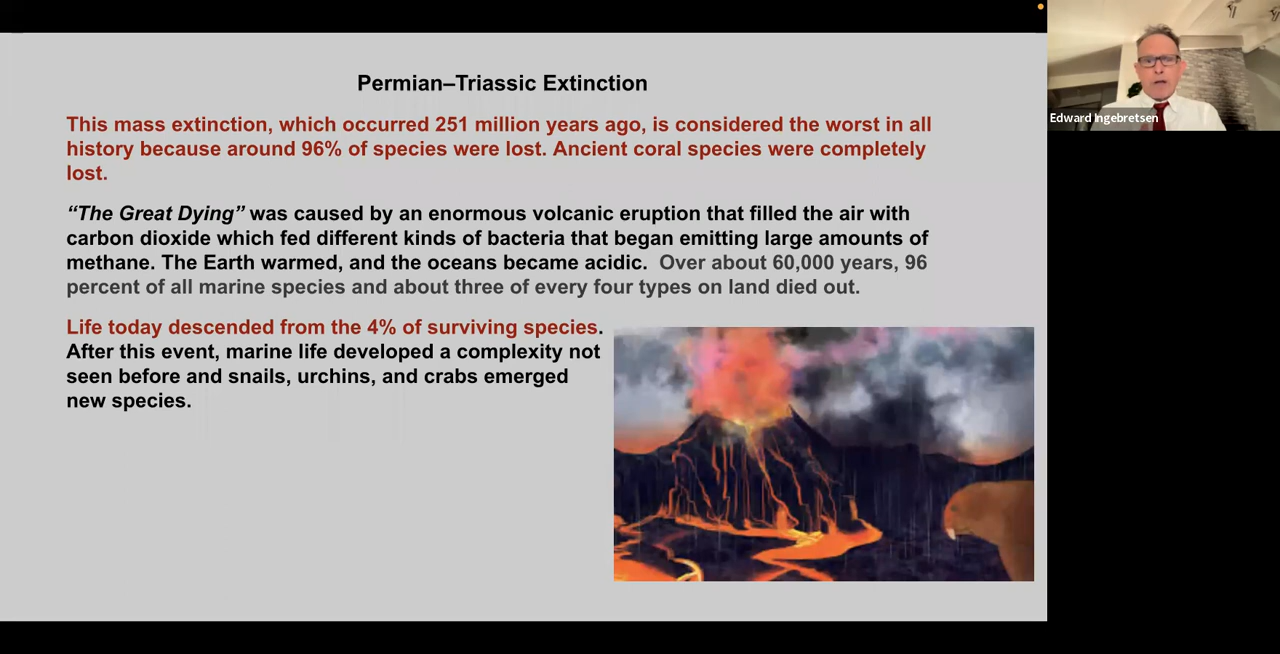 Permian–Triassic Extinction
This mass extinction, which occurred 251 million years ago, is considered the worst in all
history because around 96% of species were lost. Ancient coral species were completely
lost.
“The Great Dying” was caused by an enormous volcanic eruption that filled the air with
carbon dioxide which fed different kinds of bacteria that began emitting large amounts of
methane. The Earth warmed, and the oceans became acidic.  Over about 60,000 years, 96
percent of all marine species and about three of every four types on land died out.
Life today descended from the 4% of surviving species.
After this event, marine life developed a complexity not
seen before and snails, urchins, and crabs emerged
new species.
Edward Ingebretsen